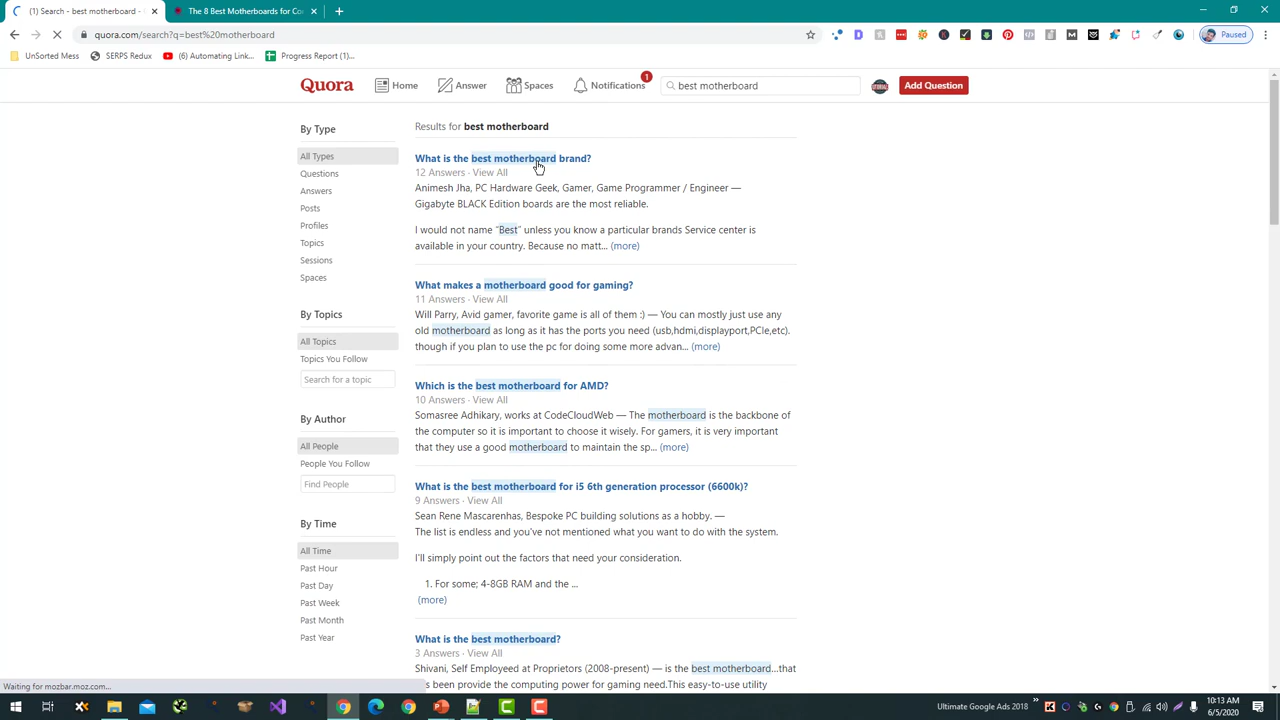 (1) Search - best motherboard -
The 8 Best Motherboards for Co
quora.com/search?q=best%20motherboard
Paused
UnSorted Mess
SERPS Redux
(6) Automating Link...
Progress Report (1)...
Quora
Home
Answer
Spaces
Notifications
1
best motherboard
Add Question
By Type
All Types
Questions
Answers
Posts
Profiles
Topics
Sessions
Spaces
By Topics
All Topics
Topics You Follow
Search for a topic
By Author
All People
People You Follow
Find People
By Time
All Time
Past Hour
Past Day
Past Week
Past Month
Past Year
Results for best motherboard
What is the best motherboard brand?
12 Answers · View All
Animesh Jha, PC Hardware Geek, Gamer, Game Programmer / Engineer —
Gigabyte BLACK Edition boards are the most reliable.
I would not name "Best" unless you know a particular brands Service center is
available in your country. Because no matt... (more)
What makes a motherboard good for gaming?
11 Answers · View All
Will Parry, Avid gamer, favorite game is all of them :) — You can mostly just use any
old motherboard as long as it has the ports you need (usb,hdmi,displayport,PCIe,etc).
though if you plan to use the pc for doing some more advan... (more)
Which is the best motherboard for AMD?
10 Answers · View All
Somasree Adhikary, works at CodeCloudWeb — The motherboard is the backbone of
the computer so it is important to choose it wisely. For gamers, it is very important
that they use a good motherboard to maintain the sp... (more)
What is the best motherboard for i5 6th generation processor (6600k)?
9 Answers · View All
Sean Rene Mascarenhas, Bespoke PC building solutions as a hobby. —
The list is endless and you've not mentioned what you want to do with the system.
I'll simply point out the factors that need your consideration.
1. For some; 4-8GB RAM and the ...
(more)
What is the best motherboard?
3 Answers · View All
Shivani, Self Employed at Proprietors (2008-present) — is the best motherboard...that
has been provide the computing power for gaming need.This easy-to-use utility
Waiting for mozbar.moz.com...
Ultimate Google Ads 2018
10:13 AM
6/5/2020